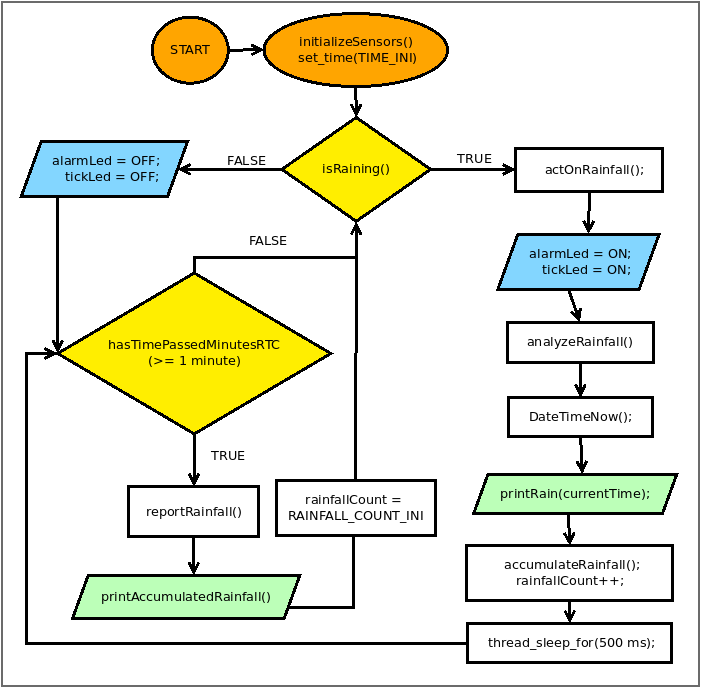 START
initializeSensors()
set_time(TIME_INI)
isRaining()
FALSE
TRUE
alarmLed = OFF;
tickLed = OFF;
actOnRainfall();
alarmLed = ON;
tickLed = ON;
analyzeRainfall()
DateTimeNow();
printRain(currentTime);
accumulateRainfall();
rainfallCount++;
thread_sleep_for(500 ms);
FALSE
hasTimePassedMinutesRTC
(>= 1 minute)
TRUE
reportRainfall()
printAccumulatedRainfall()
rainfallCount =
RAINFALL_COUNT_INI